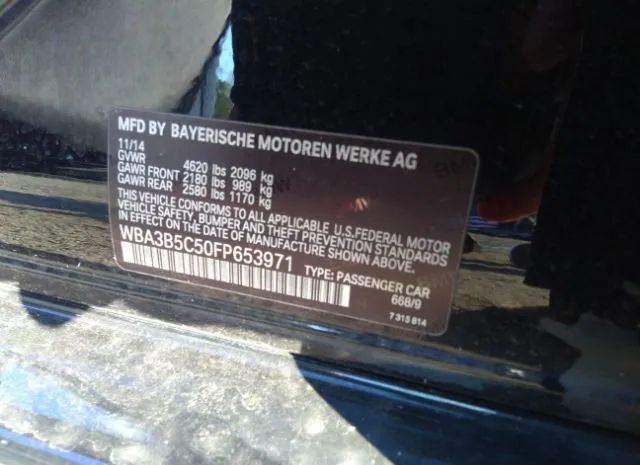 MFD BY BAYERISCHE MOTOREN WERKE AG
11/14
GVWR 4620 lbs 2096 kg
GAWR FRONT 2180 lbs 989 kg
GAWR REAR 2580 lbs 1170 kg
THIS VEHICLE CONFORMS TO ALL APPLICABLE U.S.FEDERAL MOTOR
VEHICLE SAFETY, BUMPER AND THEFT PREVENTION STANDARDS
IN EFFECT ON THE DATE OF MANUFACTURE SHOWN ABOVE.
WBA3B5C50FP653971 TYPE: PASSENGER CAR
668/9
7 315 814